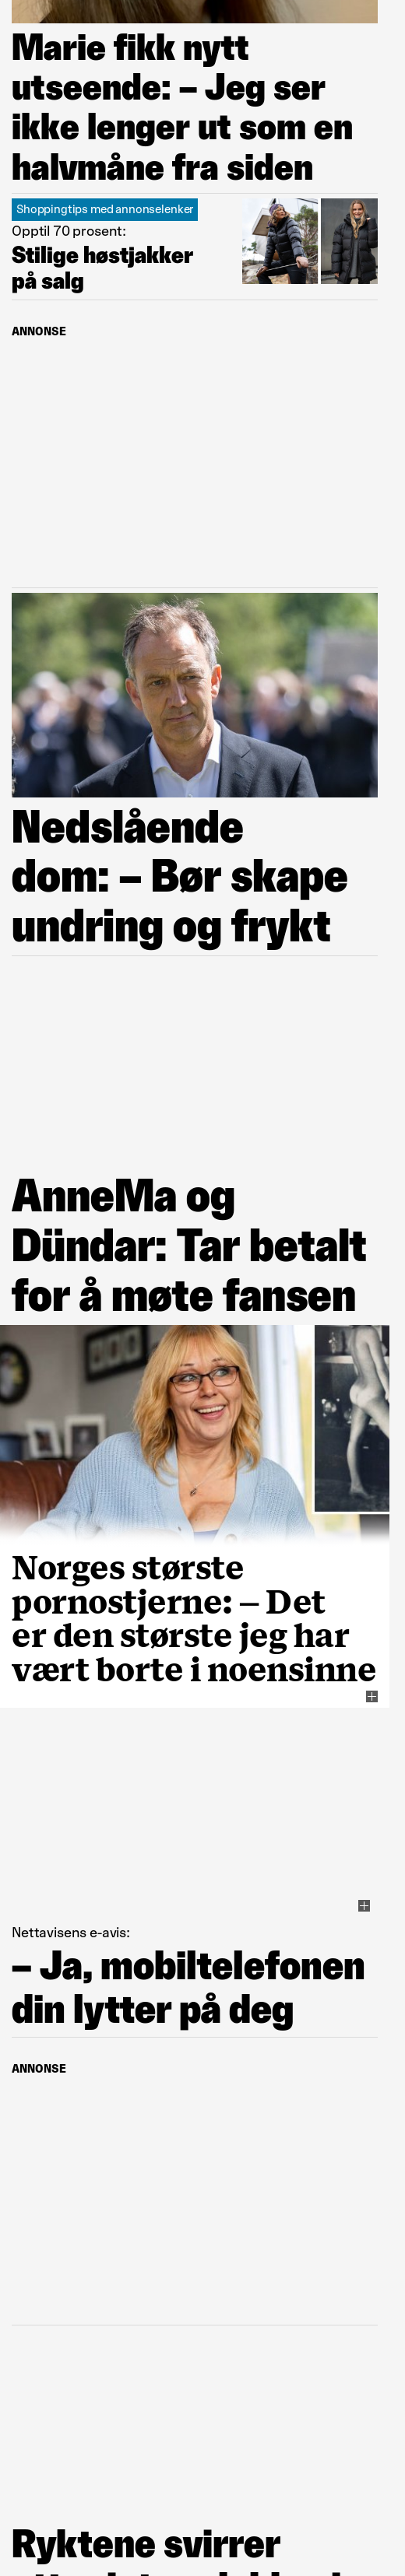 Marie fikk nytt
utseende: – Jeg ser
ikke lenger ut som en
halvmåne fra siden
Shoppingtips med annonselenker
Opptil 70 prosent:
Stilige høstjakker
på salg
ANNONSE
Nedslående
dom: – Bør skape
undring og frykt
AnneMa og
Dündar: Tar betalt
for å møte fansen
Norges største
pornostjerne: – Det
er den største jeg har
vært borte i noensinne
Nettavisens e-avis:
– Ja, mobiltelefonen
din lytter på deg
ANNONSE
Ryktene svirrer